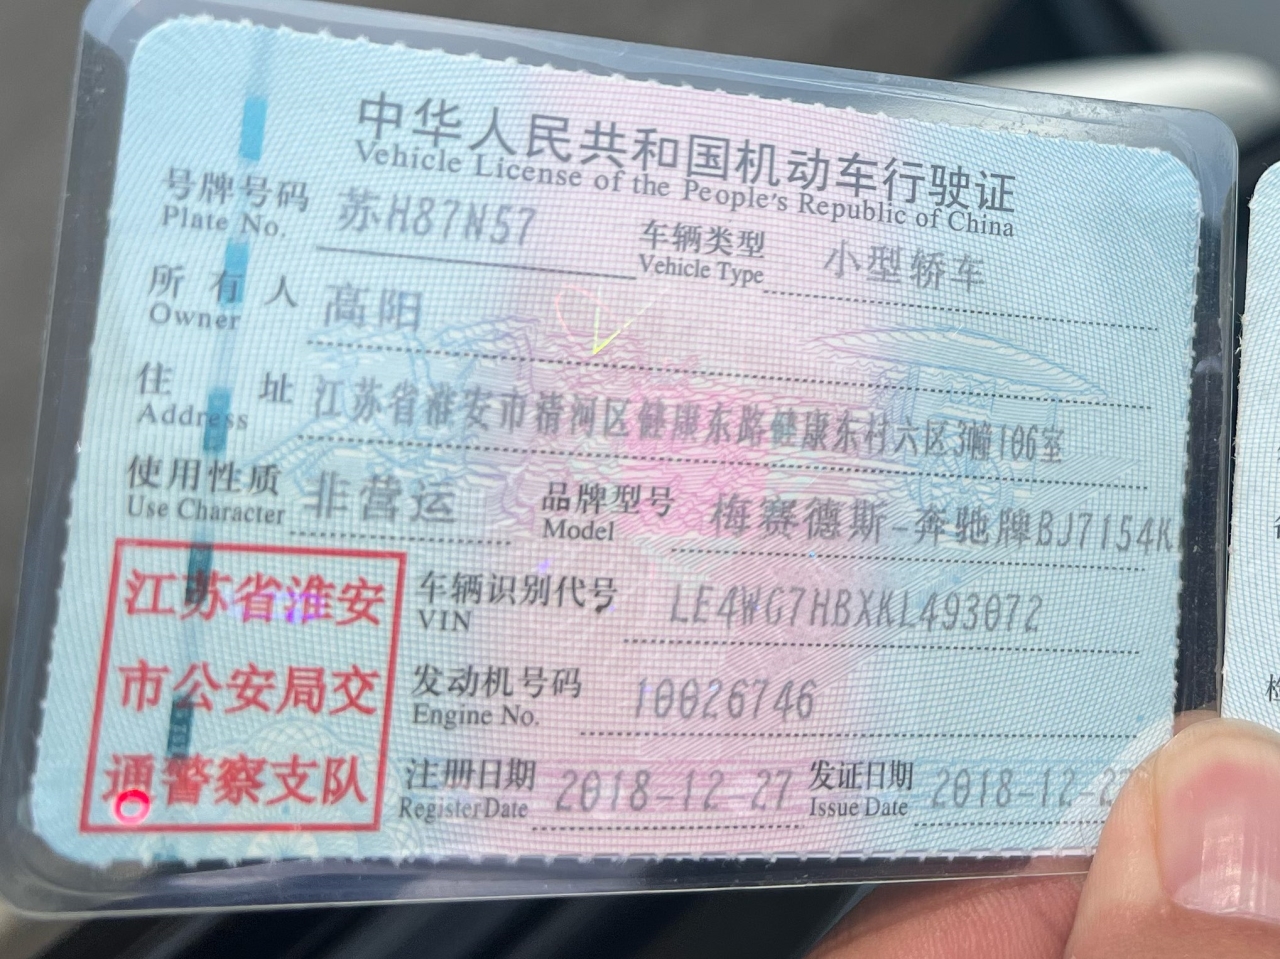 中华人民共和国机动车行驶证
Vehicle License of the People's Republic of China
号牌号码 苏H87N57 车辆类型 小型轿车
Plate No. Vehicle Type
所有人 高阳
Owner
住址 江苏省淮安市清河区健康东路健康东村六区3幢106室
Address
使用性质 非营运 品牌型号 梅赛德斯-奔驰牌BJ7154K
Use Character Model
江苏省淮安
市公安局交
通警察支队
车辆识别代号 LE4WG7HBXKL493072
VIN
发动机号码 10026746
Engine No.
注册日期 2018-12-27 发证日期 2018-12-2
Register Date Issue Date